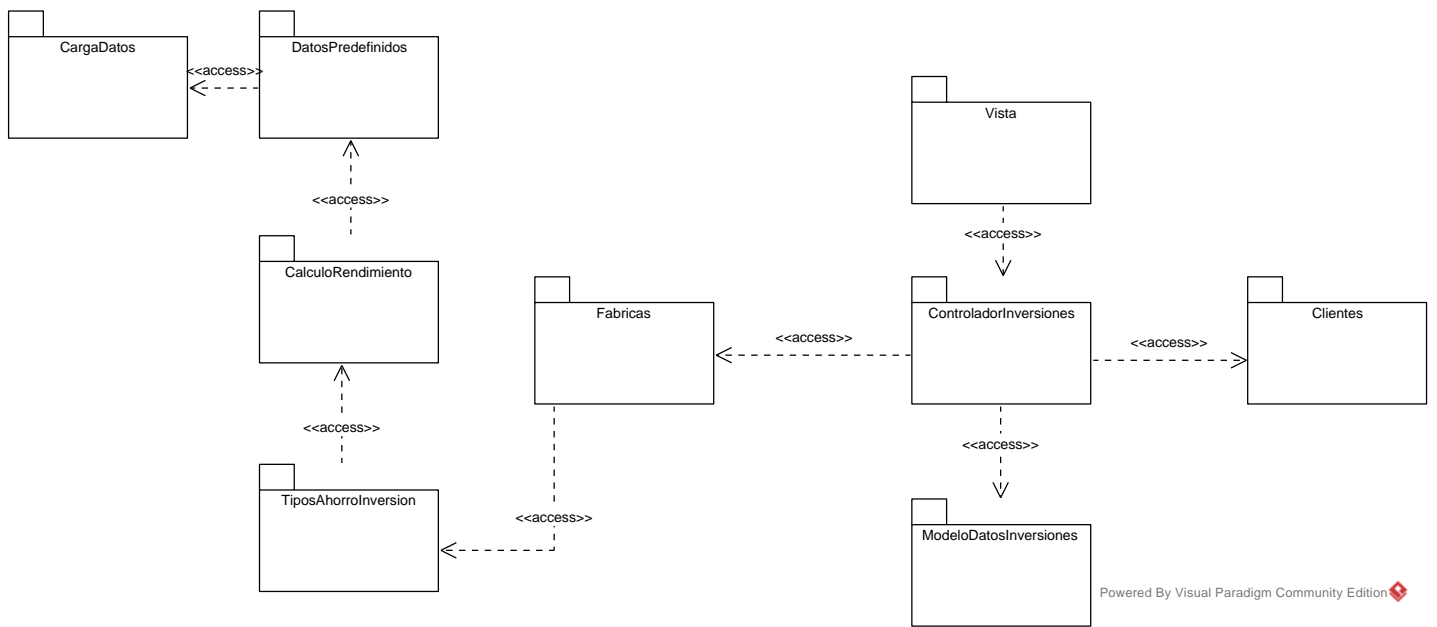 CargaDatos
DatosPredefinidos
<<access>>
Vista
<<access>>
<<access>>
CalculoRendimiento
Fabricas
ControladorInversiones
Clientes
<<access>>
<<access>>
<<access>>
<<access>>
TiposAhorroInversion
<<access>>
ModeloDatosInversiones
Powered By Visual Paradigm Community Edition